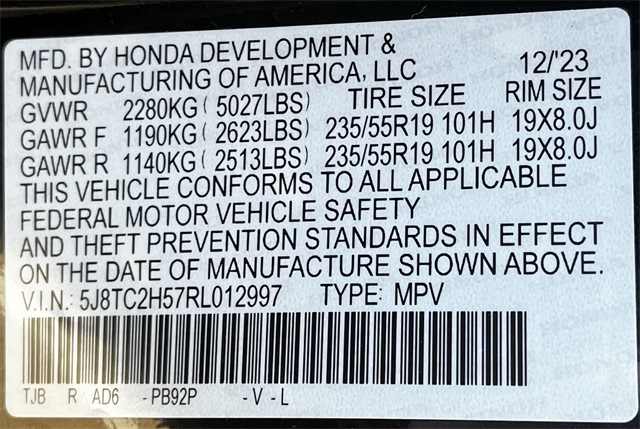 MFD. BY HONDA DEVELOPMENT &
MANUFACTURING OF AMERICA, LLC 12/'23
GVWR 2280KG ( 5027LBS) TIRE SIZE RIM SIZE
GAWR F 1190KG ( 2623LBS) 235/55R19 101H 19X8.0J
GAWR R 1140KG ( 2513LBS) 235/55R19 101H 19X8.0J
THIS VEHICLE CONFORMS TO ALL APPLICABLE
FEDERAL MOTOR VEHICLE SAFETY
AND THEFT PREVENTION STANDARDS IN EFFECT
ON THE DATE OF MANUFACTURE SHOWN ABOVE.
V.I.N.: 5J8TC2H57RL012997 TYPE: MPV
TJB R AD6 -PB92P -V-L